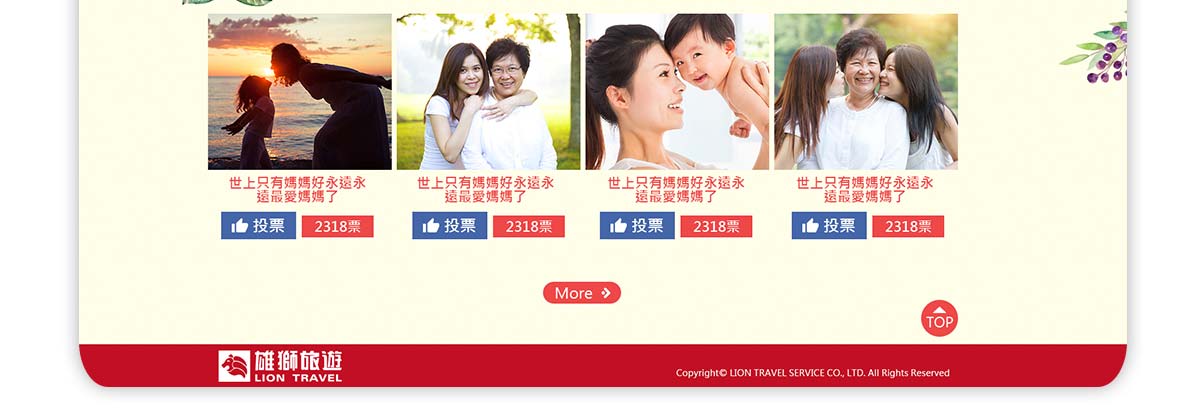 世上只有媽媽好永遠永
遠最愛媽媽了
投票 2318票
世上只有媽媽好永遠永
遠最愛媽媽了
投票 2318票
世上只有媽媽好永遠永
遠最愛媽媽了
投票 2318票
世上只有媽媽好永遠永
遠最愛媽媽了
投票 2318票
More
TOP
雄獅旅遊
LION TRAVEL
Copyright© LION TRAVEL SERVICE CO., LTD. All Rights Reserved